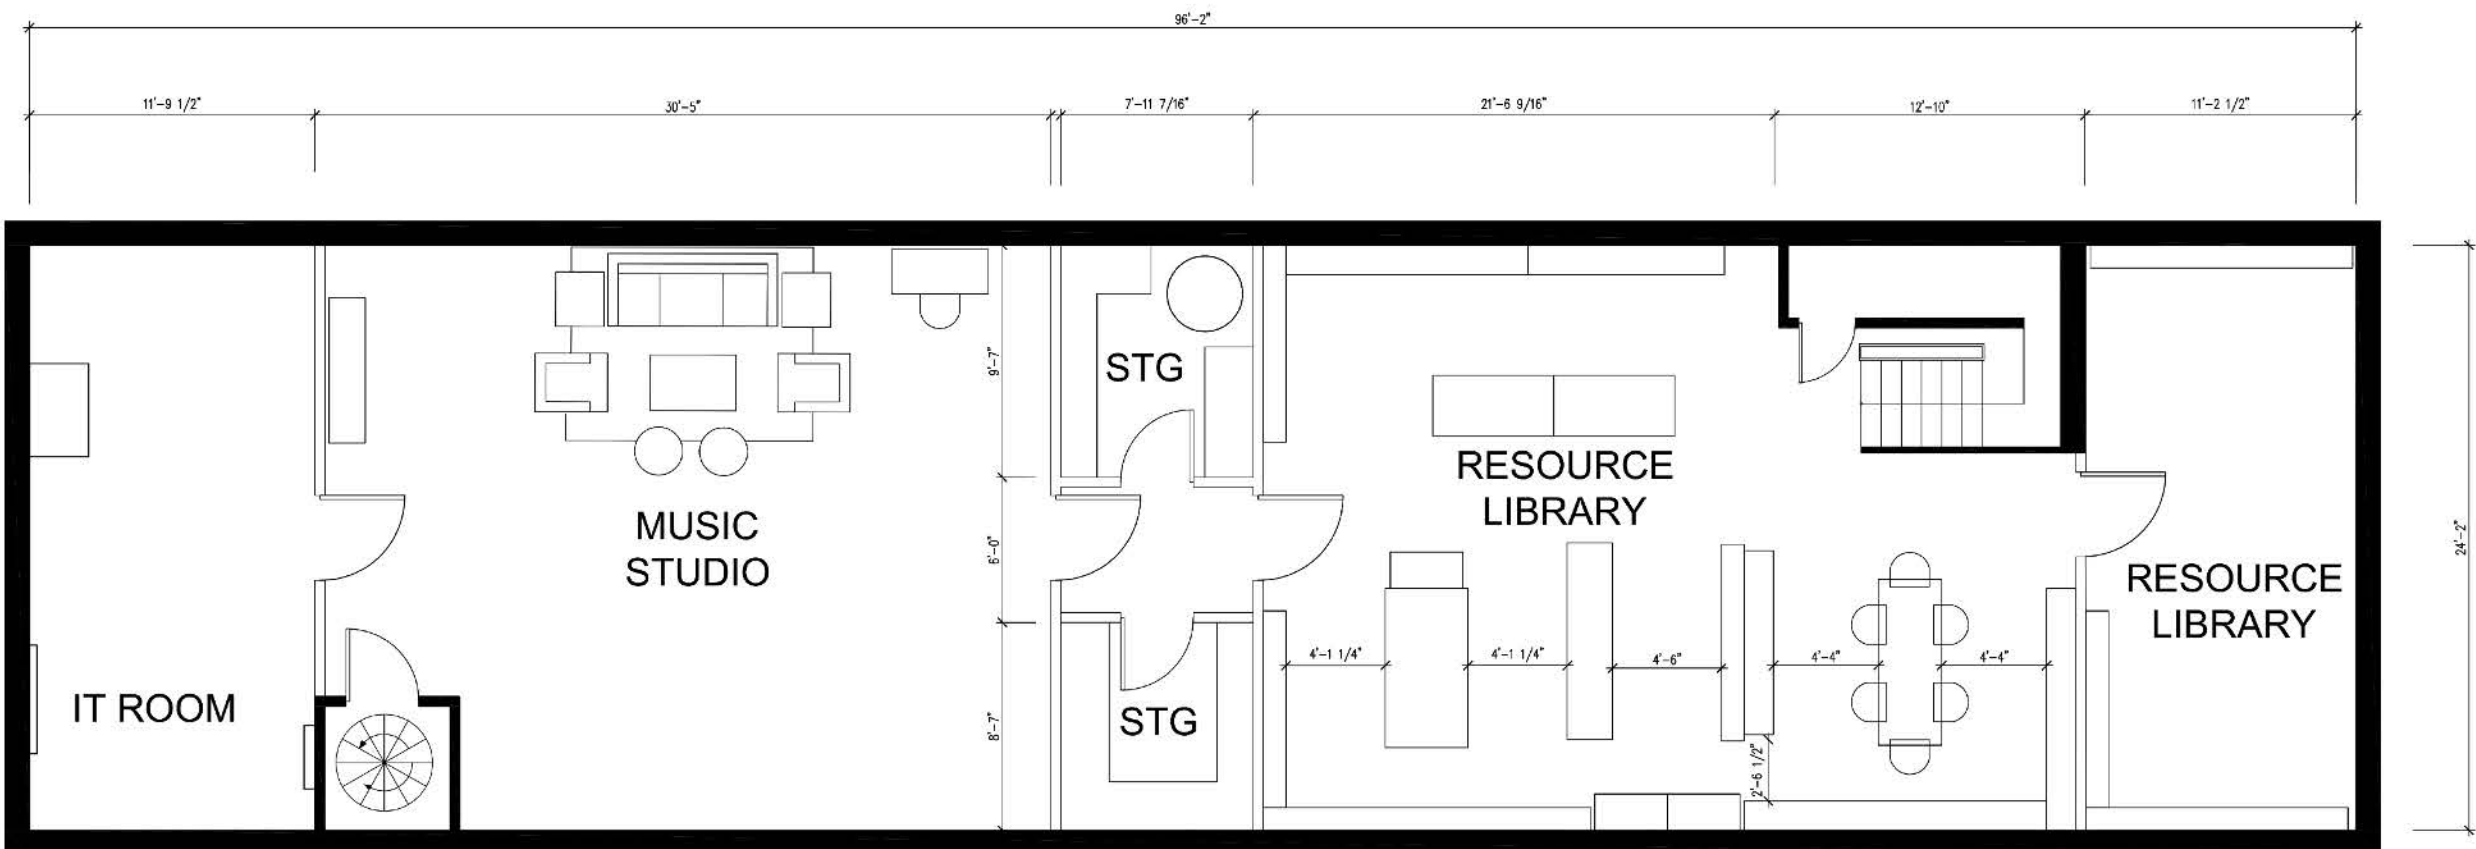 96'-2"
11'-9 1/2"
30'-5"
7'-11 7/16"
21'-6 9/16"
12'-10"
11'-2 1/2"
9'-7"
STG
RESOURCE
LIBRARY
MUSIC
STUDIO
6'-0"
24'-2"
RESOURCE
LIBRARY
4'-1 1/4"
4'-1 1/4"
4'-6"
4'-4"
4'-4"
IT ROOM
8'-7"
STG
2'-6 1/2"